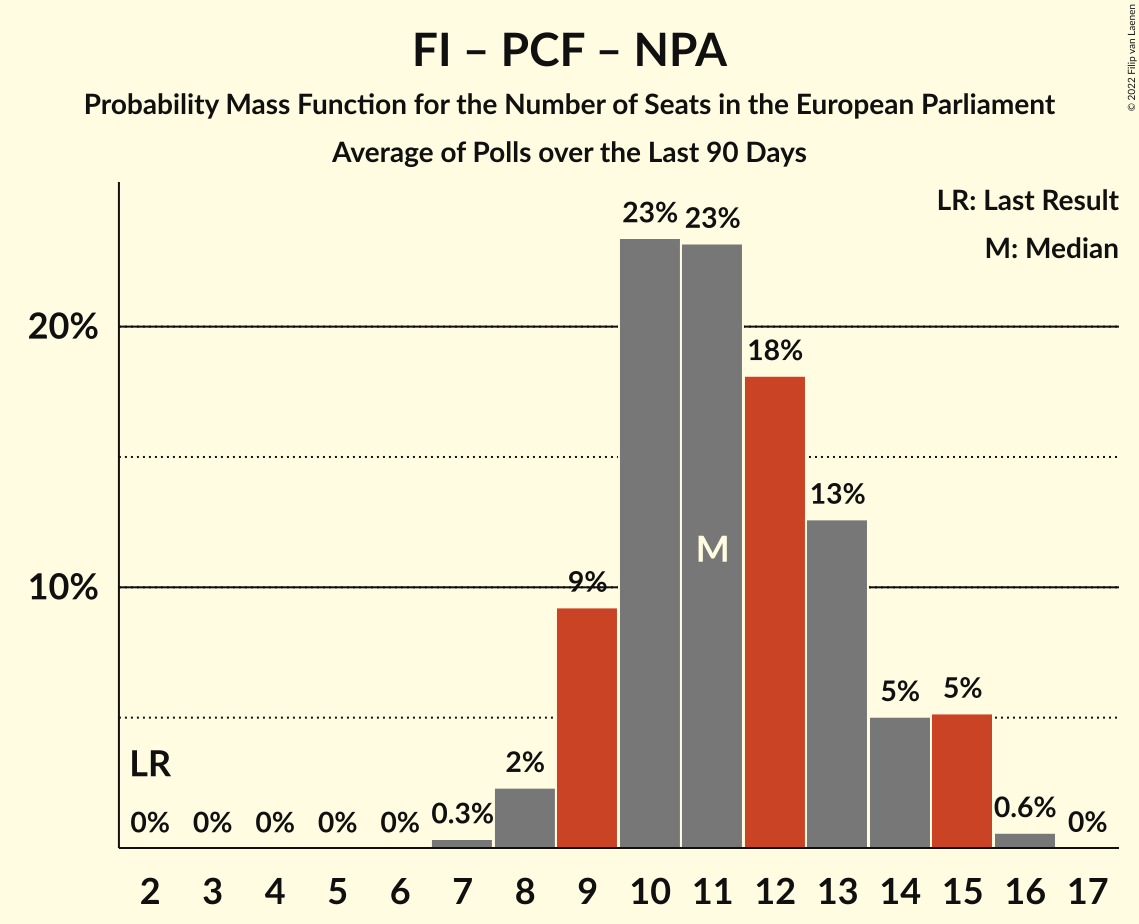 FI – PCF – NPA
Probability Mass Function for the Number of Seats in the European Parliament
Average of Polls over the Last 90 Days
© 2022 Filip van Laenen
LR: Last Result
M: Median
23% 23%
20%
18%
13%
M
10%
9%
5% 5%
LR
2%
0% 0% 0% 0% 0% 0.3% 0.6% 0%
2 3 4 5 6 7 8 9 10 11 12 13 14 15 16 17